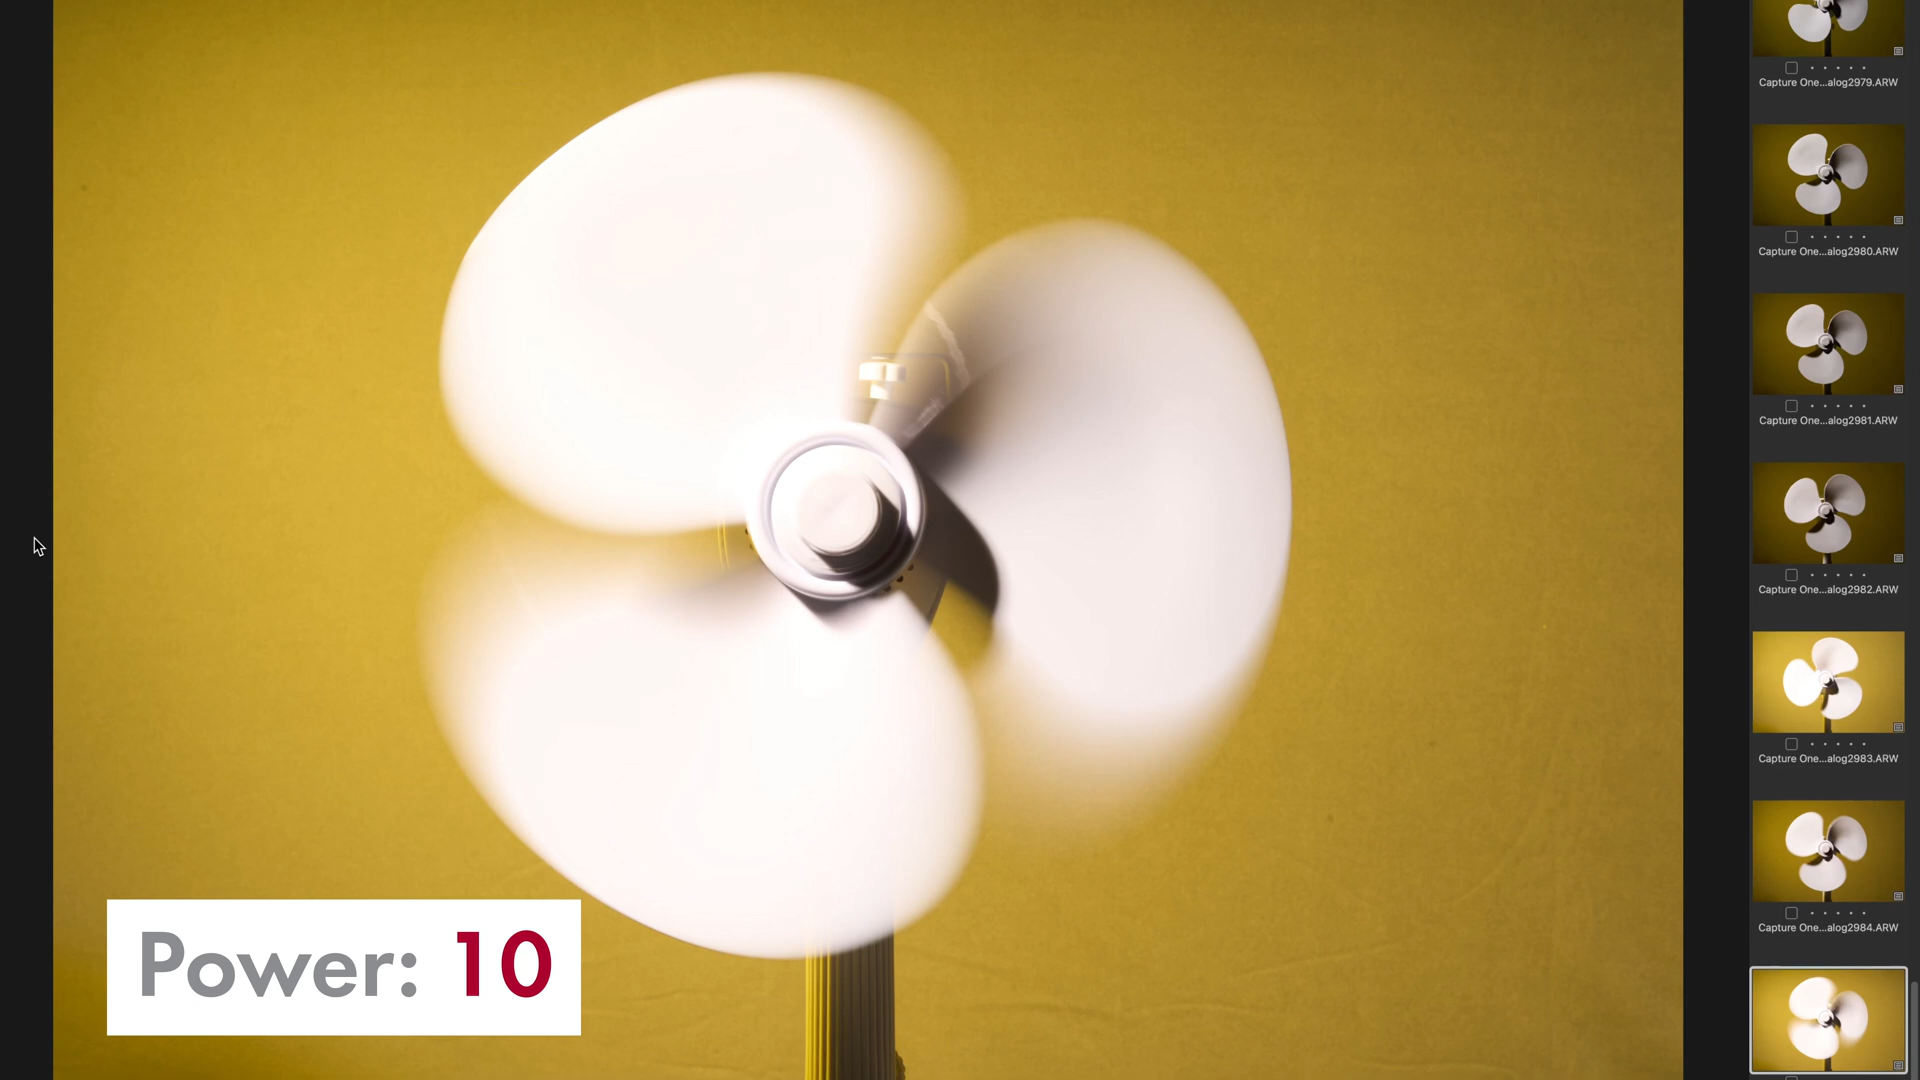 Capture One...alog2979.ARW
Capture One...alog2980.ARW
Capture One...alog2981.ARW
Capture One...alog2982.ARW
Capture One...alog2983.ARW
Capture One...alog2984.ARW
Power: 10